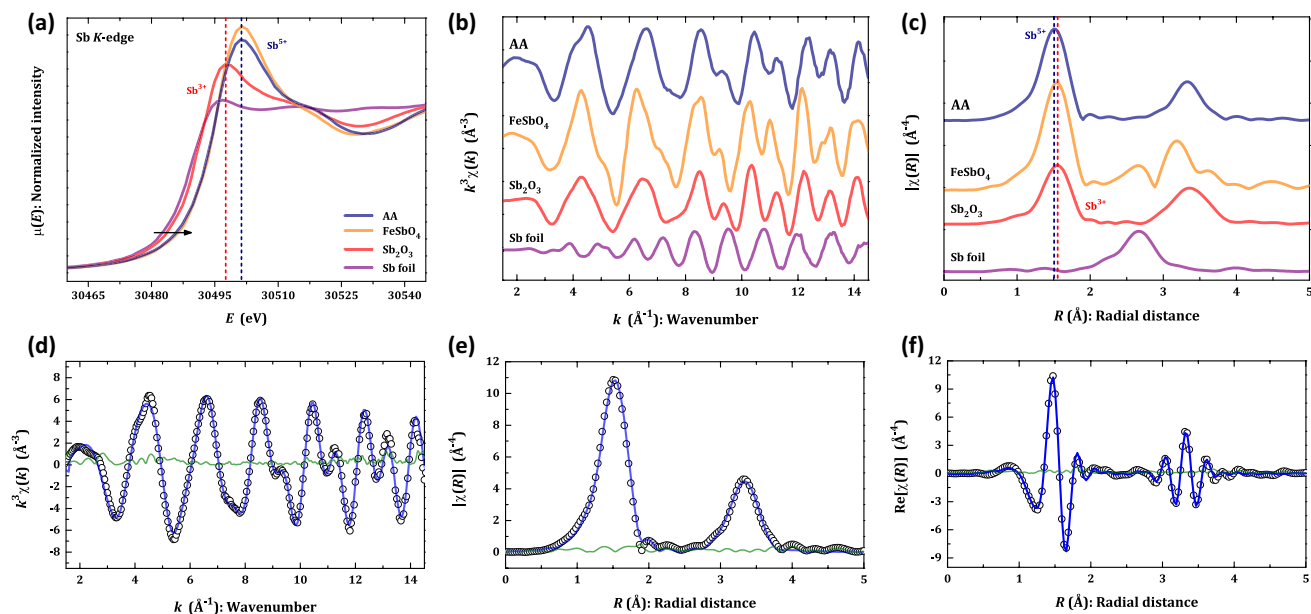 (a)
Sb K-edge
Sb5+
Sb3+
AA
FeSbO4
Sb2O3
Sb foil
μ(E): Normalized intensity
30465 30480 30495 30510 30525 30540
E (eV)
(b)
AA
FeSbO4
Sb2O3
Sb foil
k³χ(k) (Å⁻³)
2 4 6 8 10 12 14
k (Å⁻¹): Wavenumber
(c)
Sb5+
AA
FeSbO4
Sb2O3
Sb3+
Sb foil
|χ(R)| (Å⁻⁴)
0 1 2 3 4 5
R (Å): Radial distance
(d)
8
6
4
2
0
-2
-4
-6
-8
k³χ(k) (Å⁻³)
2 4 6 8 10 12 14
k (Å⁻¹): Wavenumber
(e)
12
10
8
6
4
2
0
|χ(R)| (Å⁻⁴)
0 1 2 3 4 5
R (Å): Radial distance
(f)
12
9
6
3
0
-3
-6
-9
Re[χ(R)] (Å⁻⁴)
0 1 2 3 4 5
R (Å): Radial distance